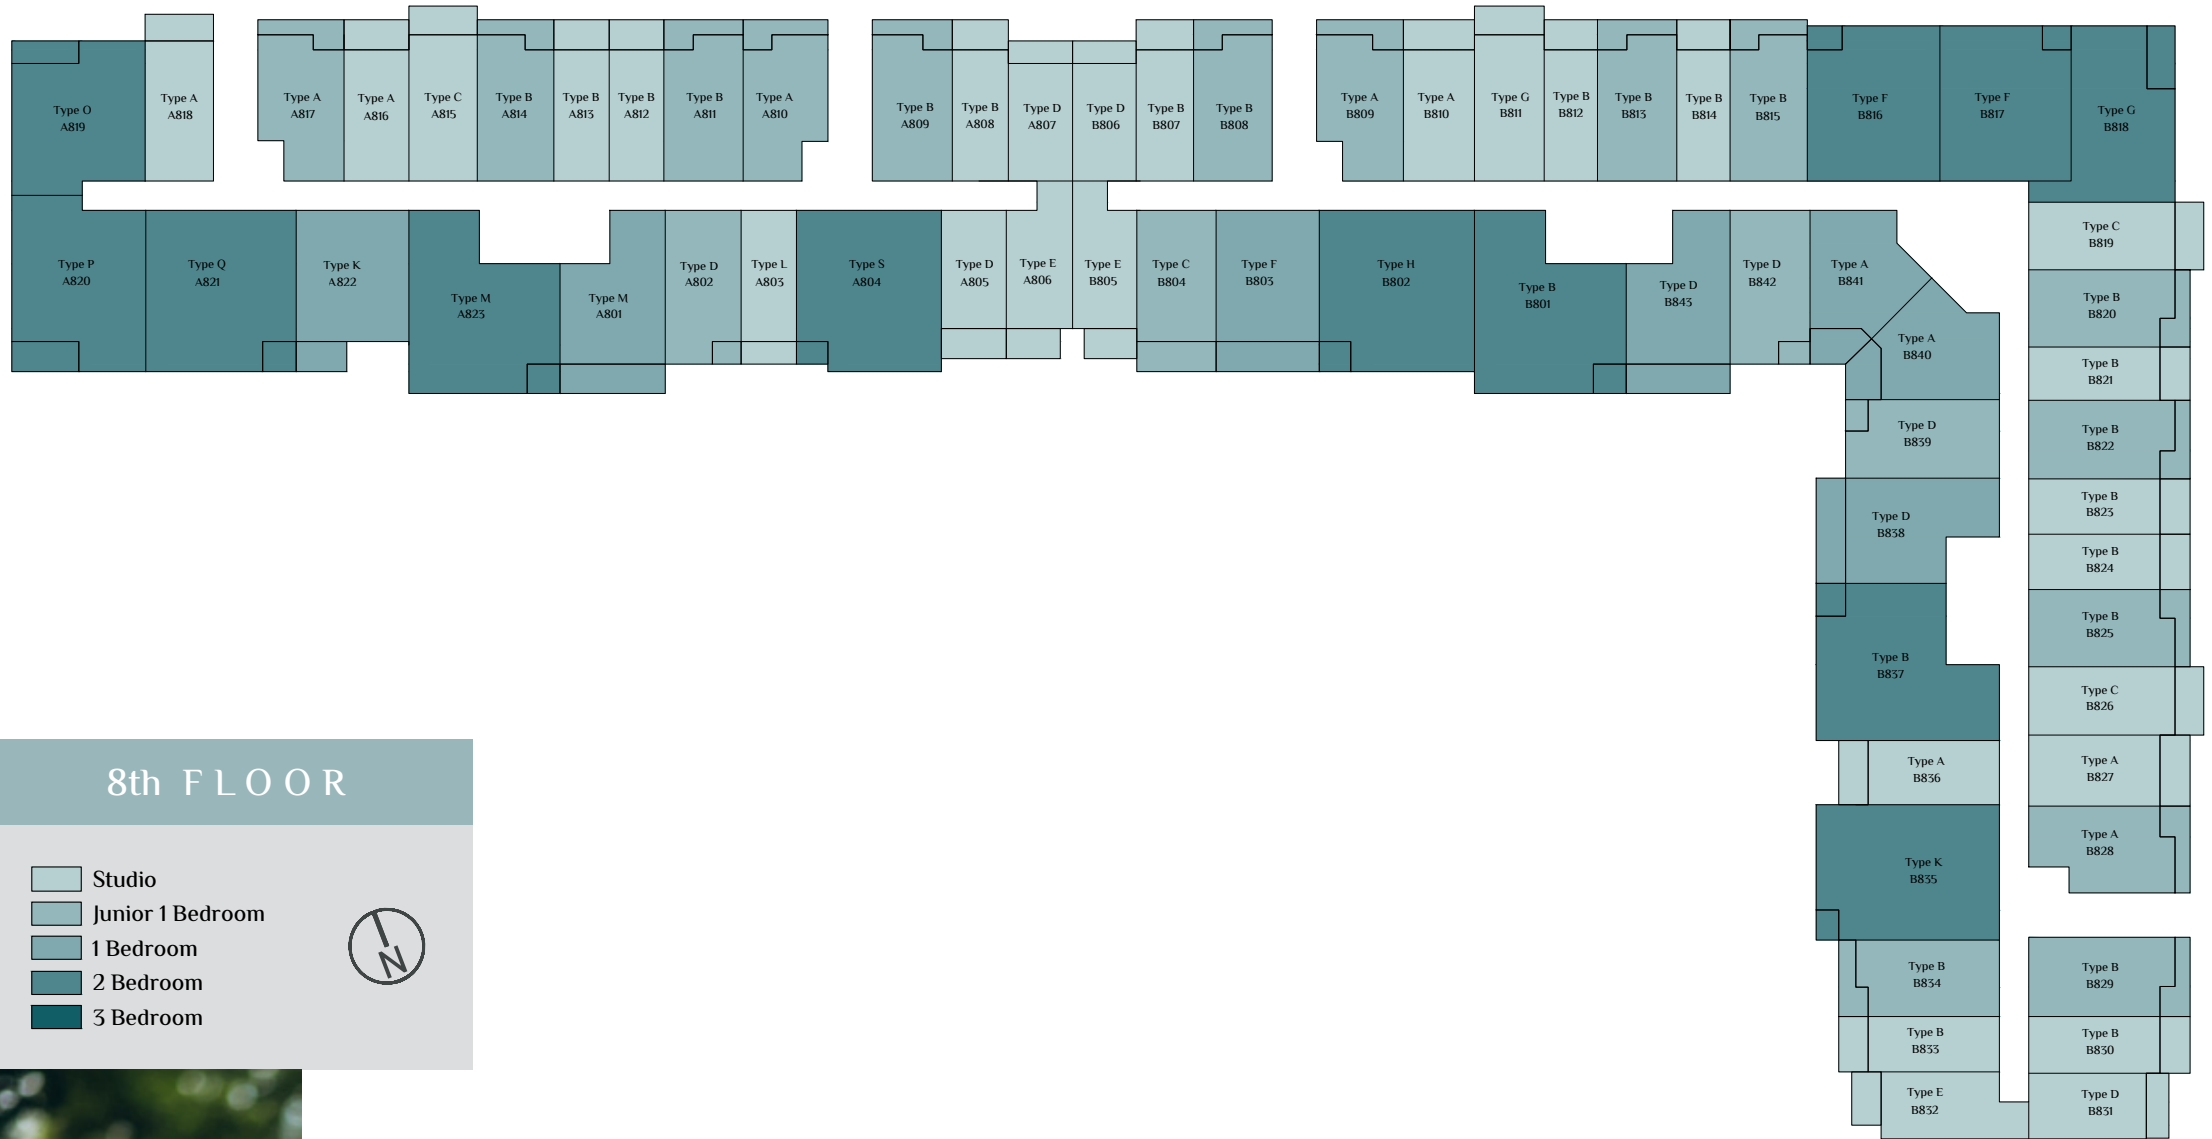 Type O
A819
Type A
A818
Type A
A817
Type A
A816
Type C
A815
Type B
A814
Type B
A813
Type B
A812
Type B
A811
Type A
A810
Type B
A809
Type B
A808
Type D
A807
Type D
B806
Type B
B807
Type B
B808
Type A
B809
Type A
B810
Type G
B811
Type B
B812
Type B
B813
Type B
B814
Type B
B815
Type F
B816
Type F
B817
Type G
B818
Type P
A820
Type Q
A821
Type K
A822
Type M
A823
Type M
A801
Type D
A802
Type L
A803
Type S
A804
Type D
A805
Type E
A806
Type E
B805
Type C
B804
Type F
B803
Type H
B802
Type B
B801
Type D
B843
Type D
B842
Type A
B841
Type A
B840
Type D
B839
Type D
B838
Type B
B837
Type A
B836
Type K
B835
Type B
B834
Type B
B833
Type E
B832
Type C
B819
Type B
B820
Type B
B821
Type B
B822
Type B
B823
Type B
B824
Type B
B825
Type C
B826
Type A
B827
Type A
B828
Type B
B829
Type B
B830
Type D
B831
8th FLOOR
Studio
Junior 1 Bedroom
1 Bedroom
2 Bedroom
3 Bedroom
N